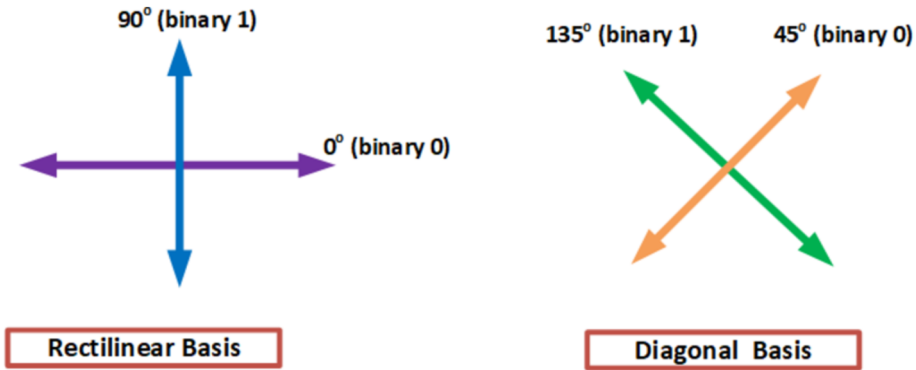 90° (binary 1)
0° (binary 0)
Rectilinear Basis
135° (binary 1)
45° (binary 0)
Diagonal Basis